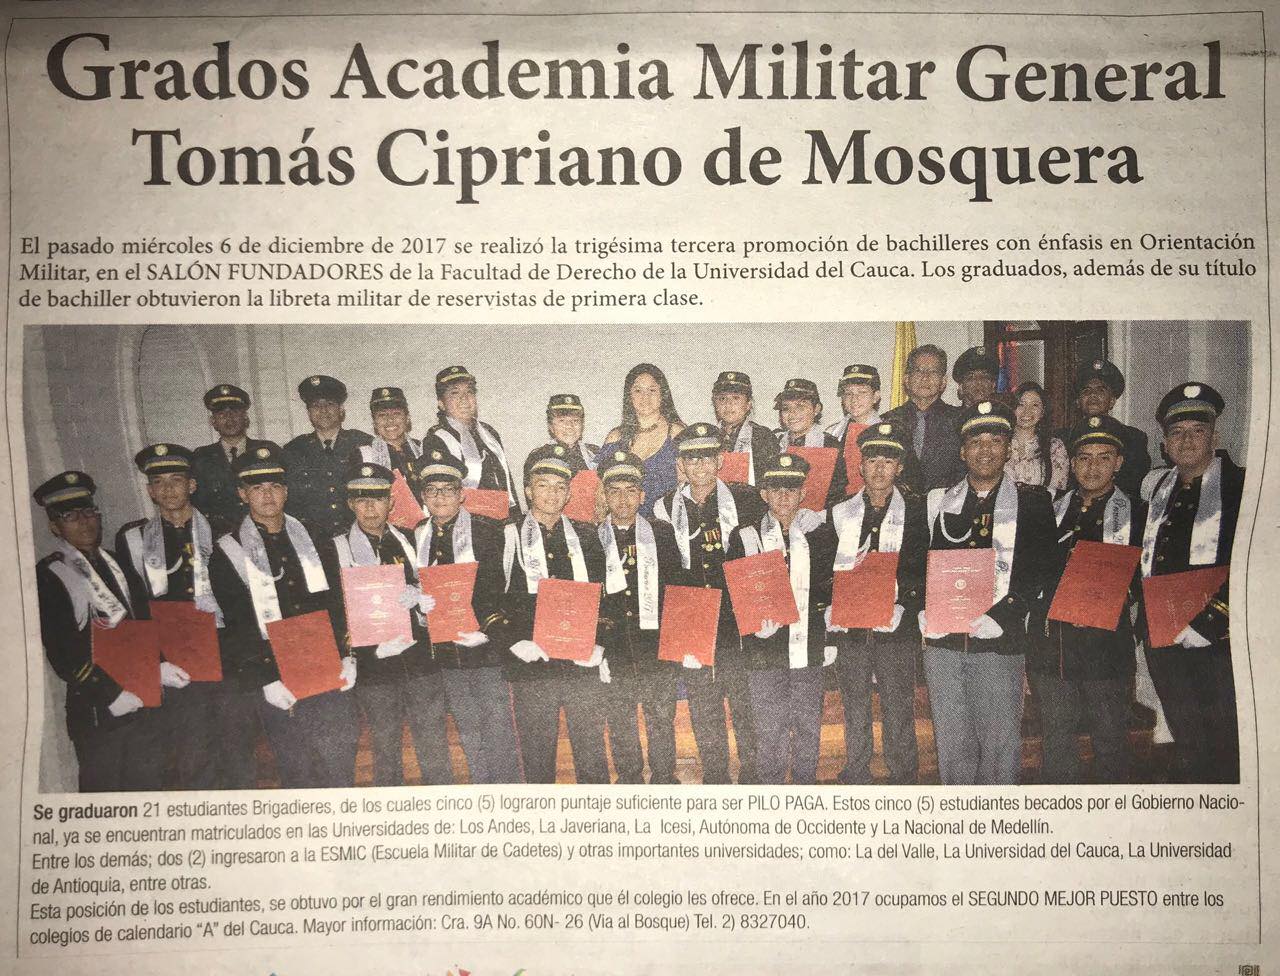 Grados Academia Militar General
Tomás Cipriano de Mosquera
El pasado miércoles 6 de diciembre de 2017 se realizó la trigésima tercera promoción de bachilleres con énfasis en Orientación
Militar, en el SALÓN FUNDADORES de la Facultad de Derecho de la Universidad del Cauca. Los graduados, además de su título
de bachiller obtuvieron la libreta militar de reservistas de primera clase.
Se graduaron 21 estudiantes Brigadieres, de los cuales cinco (5) lograron puntaje suficiente para ser PILO PAGA. Estos cinco (5) estudiantes becados por el Gobierno Nacio-
nal, ya se encuentran matriculados en las Universidades de: Los Andes, La Javeriana, La Icesi, Autónoma de Occidente y La Nacional de Medellín.
Entre los demás; dos (2) ingresaron a la ESMIC (Escuela Militar de Cadetes) y otras importantes universidades; como: La del Valle, La Universidad del Cauca, La Universidad
de Antioquia, entre otras.
Esta posición de los estudiantes, se obtuvo por el gran rendimiento académico que él colegio les ofrece. En el año 2017 ocupamos el SEGUNDO MEJOR PUESTO entre los
colegios de calendario “A” del Cauca. Mayor información: Cra. 9A No. 60N- 26 (Via al Bosque) Tel. 2) 8327040.